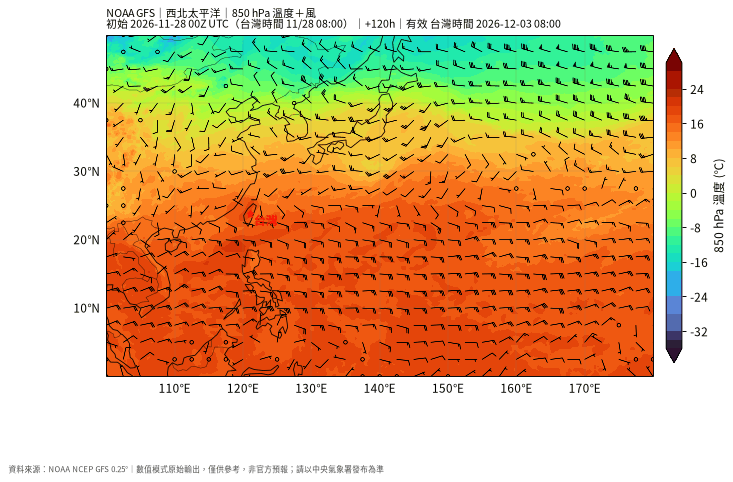 NOAA GFS｜西北太平洋｜850 hPa 溫度＋風
初始 2026-11-28 00Z UTC（台灣時間 11/28 08:00）｜+120h｜有效 台灣時間 2026-12-03 08:00
40°N
30°N
20°N
10°N
110°E
120°E
130°E
140°E
150°E
160°E
170°E
台灣
24
16
8
0
-8
-16
-24
-32
850 hPa 溫度 (°C)
資料來源：NOAA NCEP GFS 0.25°｜數值模式原始輸出，僅供參考，非官方預報；請以中央氣象署發布為準